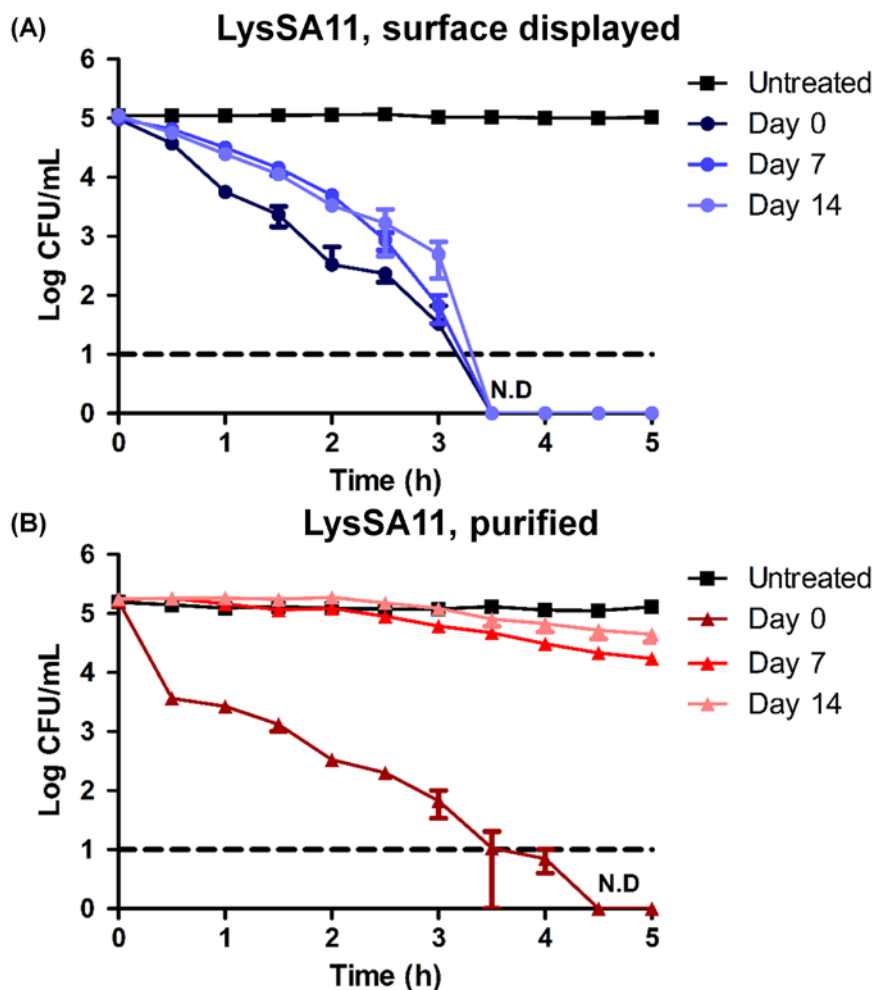 (A)
LysSA11, surface displayed
6
5
4
3
2
1
0
Log CFU/mL
N.D
0 1 2 3 4 5
Time (h)
Untreated
Day 0
Day 7
Day 14
(B)
LysSA11, purified
6
5
4
3
2
1
0
Log CFU/mL
N.D
0 1 2 3 4 5
Time (h)
Untreated
Day 0
Day 7
Day 14